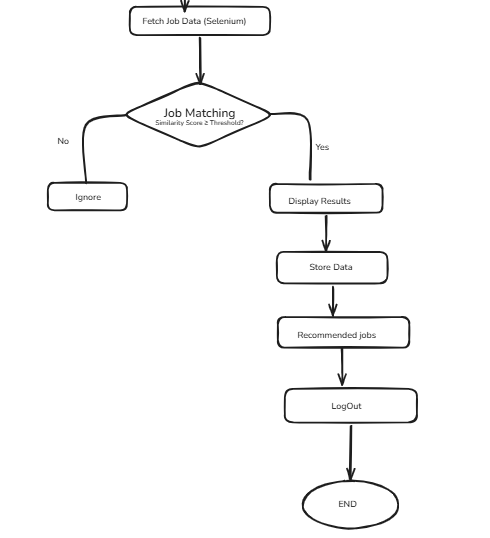 Fetch Job Data (Selenium)
Job Matching
Similarity Score ≥ Threshold?
No
Yes
Ignore
Display Results
Store Data
Recommended jobs
LogOut
END